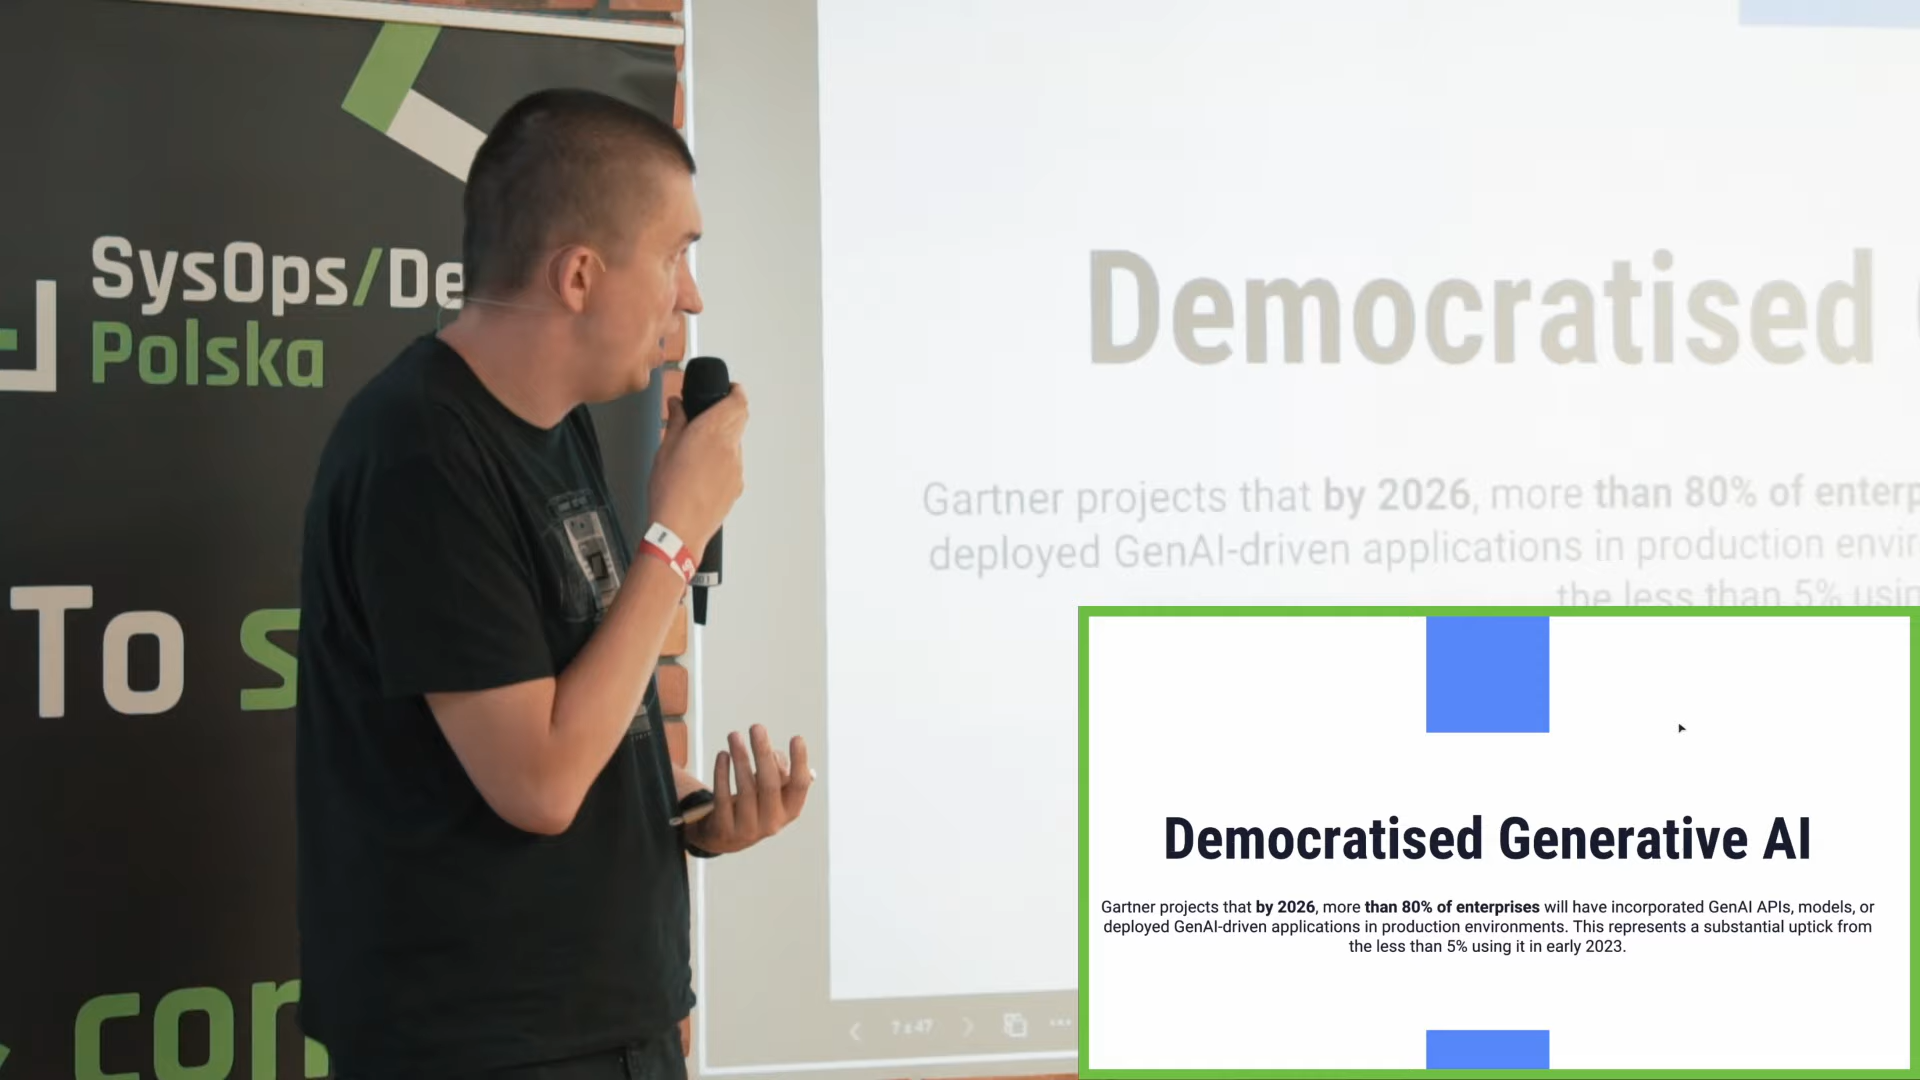 SysOps/De
Polska
To s
con
Democratised
Gartner projects that by 2026, more than 80% of enterp
deployed GenAI-driven applications in production envir
the less than 5% usin
7 z 47
Democratised Generative AI
Gartner projects that by 2026, more than 80% of enterprises will have incorporated GenAI APIs, models, or
deployed GenAI-driven applications in production environments. This represents a substantial uptick from
the less than 5% using it in early 2023.